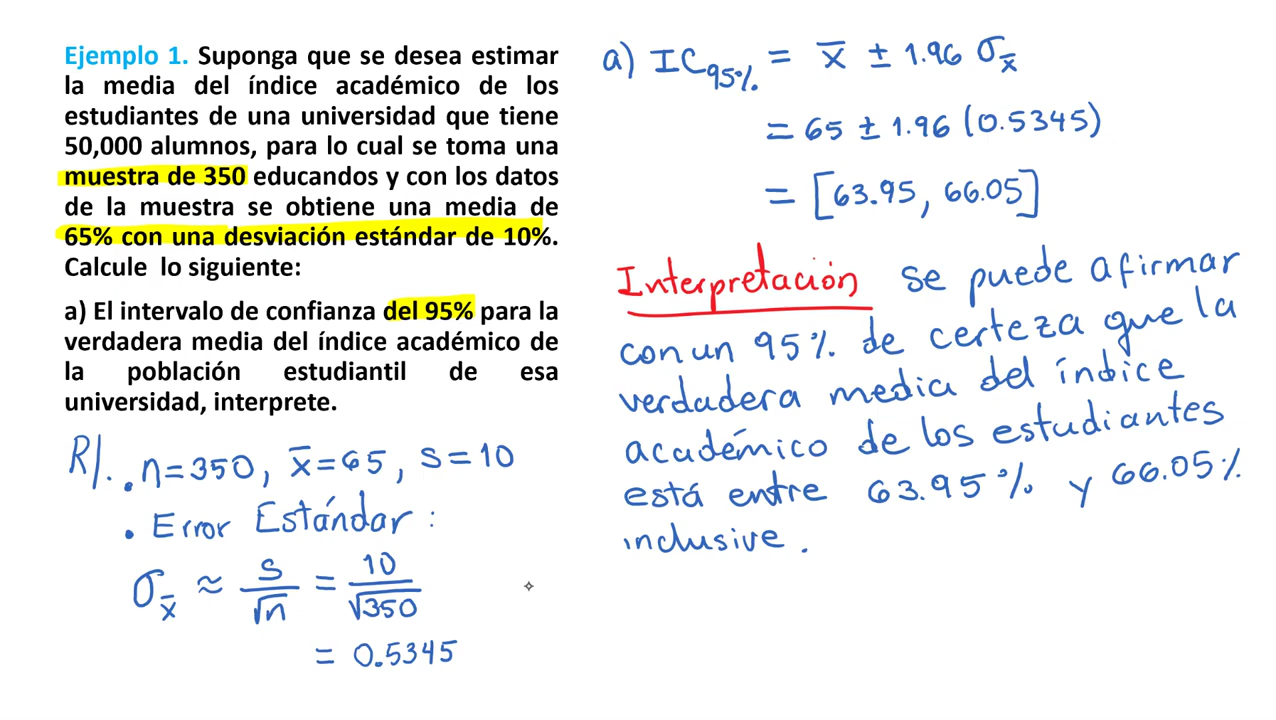 Ejemplo 1. Suponga que se desea estimar
la media del índice académico de los
estudiantes de una universidad que tiene
50,000 alumnos, para lo cual se toma una
muestra de 350 educandos y con los datos
de la muestra se obtiene una media de
65% con una desviación estándar de 10%.
Calcule lo siguiente:
a) El intervalo de confianza del 95% para la
verdadera media del índice académico de
la población estudiantil de esa
universidad, interprete.
R/. • n=350, x̄=65, s=10
• Error Estándar:
σx̄ ≈ s/√n = 10/√350
= 0.5345
a) IC95% = x̄ ± 1.96 σx̄
= 65 ± 1.96 (0.5345)
= [63.95, 66.05]
Interpretación se puede afirmar
con un 95% de certeza que la
verdadera media del índice
académico de los estudiantes
está entre 63.95% y 66.05%
inclusive.